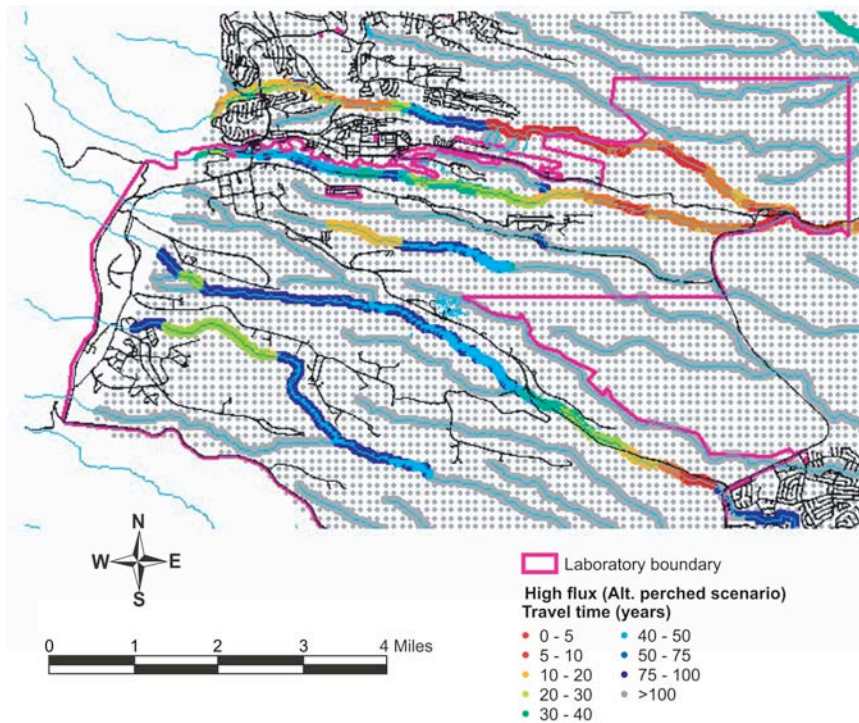 N
W E
S
0 1 2 3 4 Miles
Laboratory boundary
High flux (Alt. perched scenario)
Travel time (years)
0 - 5
5 - 10
10 - 20
20 - 30
30 - 40
40 - 50
50 - 75
75 - 100
>100